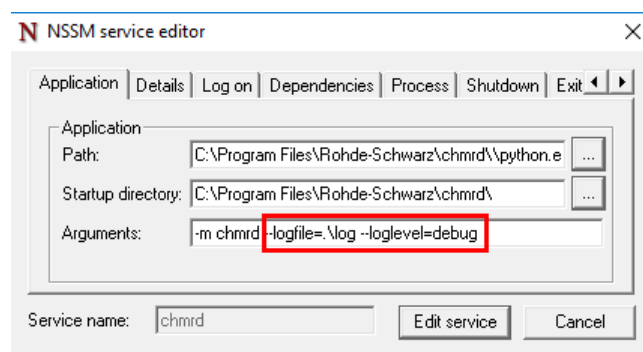 N NSSM service editor
Application Details Log on Dependencies Process Shutdown Exit
Application
Path: C:\Program Files\Rohde-Schwarz\chmrd\\python.e ...
Startup directory: C:\Program Files\Rohde-Schwarz\chmrd\ ...
Arguments: -m chmrd --logfile=.\log --loglevel=debug
Service name: chmrd Edit service Cancel